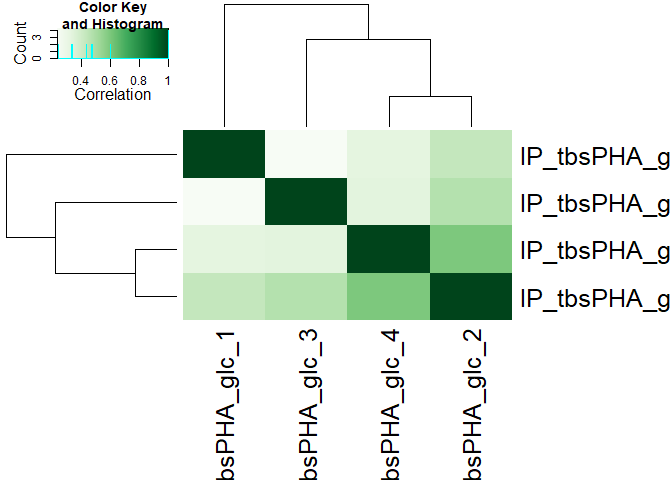 Color Key
and Histogram
Count
0 3
0.4 0.6 0.8 1
Correlation
IP_tbsPHA_g
IP_tbsPHA_g
IP_tbsPHA_g
IP_tbsPHA_g
bsPHA_glc_1
bsPHA_glc_3
bsPHA_glc_4
bsPHA_glc_2